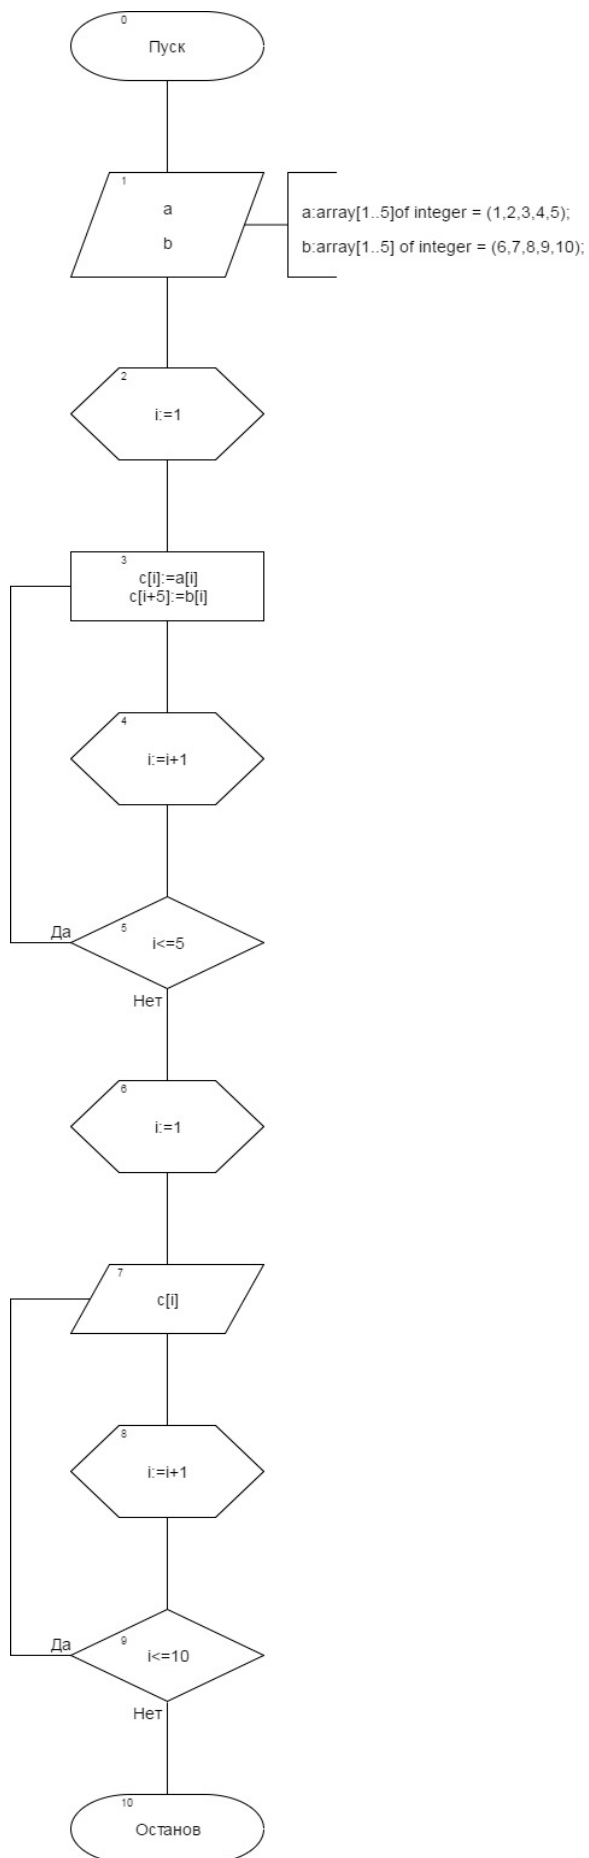 0
Пуск
1
a
b
a:array[1..5]of integer = (1,2,3,4,5);
b:array[1..5] of integer = (6,7,8,9,10);
2
i:=1
3
c[i]:=a[i]
c[i+5]:=b[i]
4
i:=i+1
5
i<=5
Да
Нет
6
i:=1
7
c[i]
8
i:=i+1
9
i<=10
Да
Нет
10
Останов